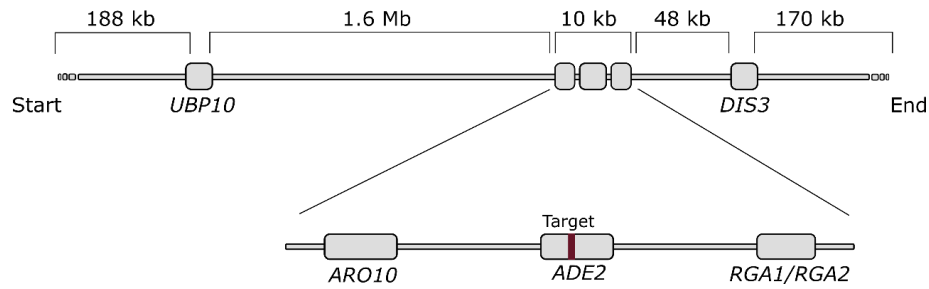 188 kb 1.6 Mb 10 kb 48 kb 170 kb
Start UBP10 DIS3 End
Target
ARO10 ADE2 RGA1/RGA2